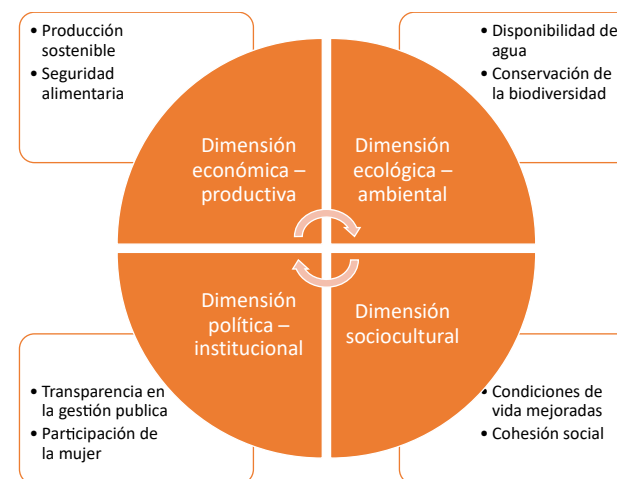 • Producción
sostenible
• Seguridad
alimentaria
• Disponibilidad de
agua
• Conservación de
la biodiversidad
Dimensión
económica –
productiva
Dimensión
ecológica –
ambiental
Dimensión
política –
institucional
Dimensión
sociocultural
• Transparencia en
la gestión publica
• Participación de
la mujer
• Condiciones de
vida mejoradas
• Cohesión social